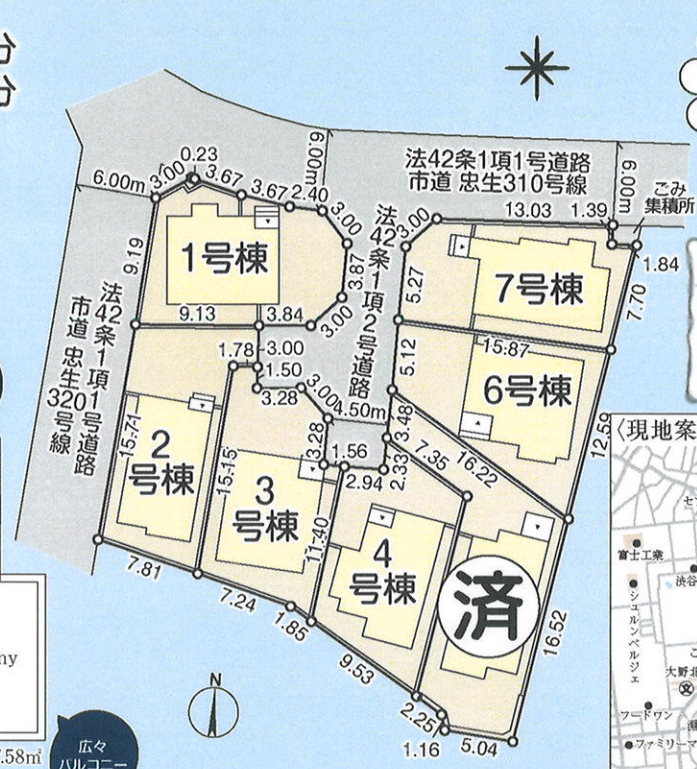 台
台
6.00m
3.00
0.23
3.67
3.67
2.40
3.00
3.87
3.00
6.00m
法42条1項1号道路
市道 忠生310号線
6.00m
ごみ
集積所
3.00
13.03
1.39
1.84
7.70
9.19
1号棟
9.13
3.84
法42条1項1号道路
市道 忠生320号線
法42条1項2号道路
5.27
7号棟
15.87
5.12
6号棟
12.59
16.22
1.78
3.00
1.50
3.28
3.00
4.50m
3.28
1.56
2.94
2.33
3.48
7.35
15.71
2
号棟
15.15
3
号棟
11.40
4
号棟
済
16.52
7.81
7.24
1.85
9.53
2.25
1.16
5.04
N
ny
.58㎡
広々
バルコニー
〈現地案
富士工業
渋谷
シュルンベルジェ
大野北
文
フードワン
ファミリーマ